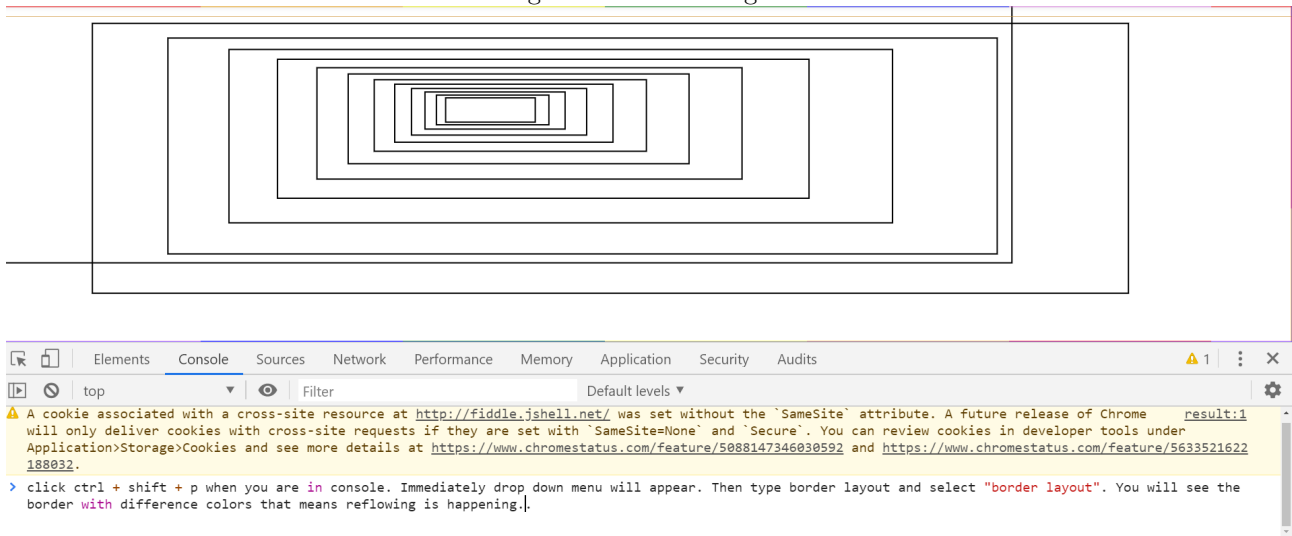 Elements Console Sources Network Performance Memory Application Security Audits 1
top Filter Default levels
A cookie associated with a cross-site resource at http://fiddle.jshell.net/ was set without the `SameSite` attribute. A future release of Chrome result:1
will only deliver cookies with cross-site requests if they are set with `SameSite=None` and `Secure`. You can review cookies in developer tools under
Application>Storage>Cookies and see more details at https://www.chromestatus.com/feature/5088147346030592 and https://www.chromestatus.com/feature/5633521622
188032.
> click ctrl + shift + p when you are in console. Immediately drop down menu will appear. Then type border layout and select "border layout". You will see the
border with difference colors that means reflowing is happening..